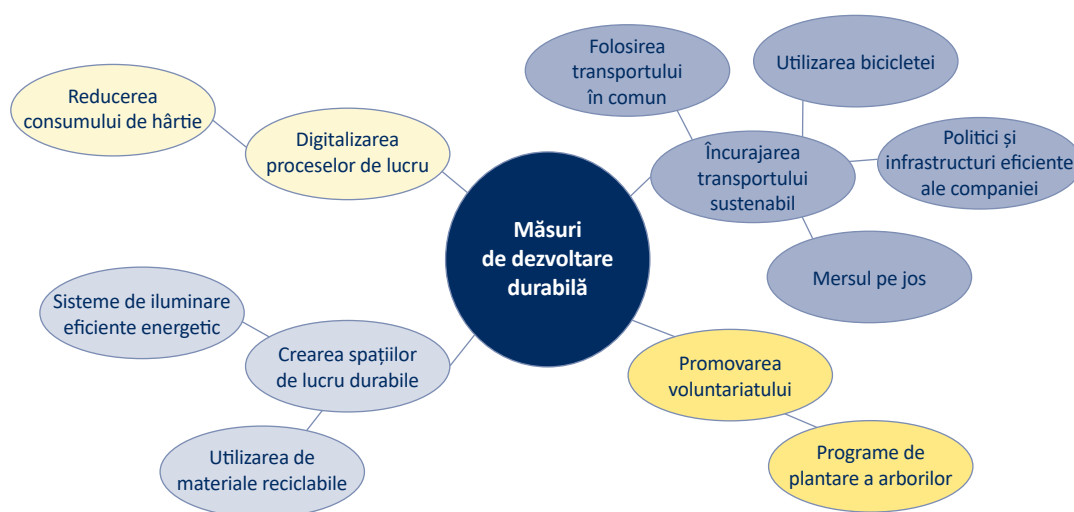 Măsuri
de dezvoltare
durabilă
Digitalizarea
proceselor de lucru
Reducerea
consumului de hârtie
Încurajarea
transportului
sustenabil
Folosirea
transportului
în comun
Utilizarea bicicletei
Politici și
infrastructuri eficiente
ale companiei
Mersul pe jos
Crearea spațiilor
de lucru durabile
Sisteme de iluminare
eficiente energetic
Utilizarea de
materiale reciclabile
Promovarea
voluntariatului
Programe de
plantare a arborilor